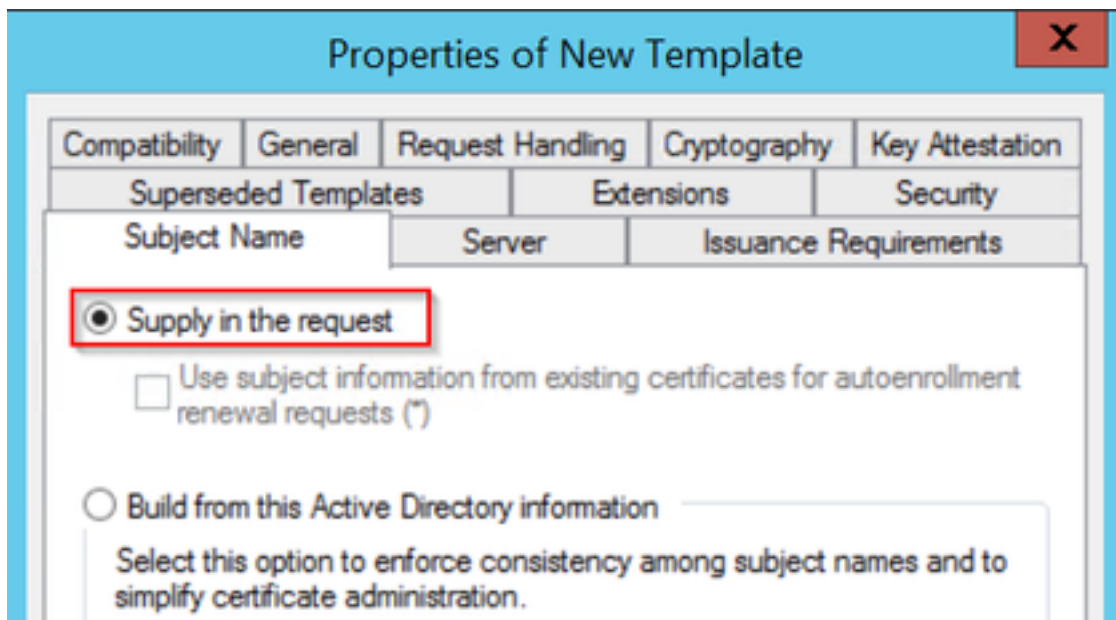 Properties of New Template
X
Compatibility General Request Handling Cryptography Key Attestation
Superseded Templates Extensions Security
Subject Name Server Issuance Requirements
Supply in the request
Use subject information from existing certificates for autoenrollment
renewal requests (*)
Build from this Active Directory information
Select this option to enforce consistency among subject names and to
simplify certificate administration.